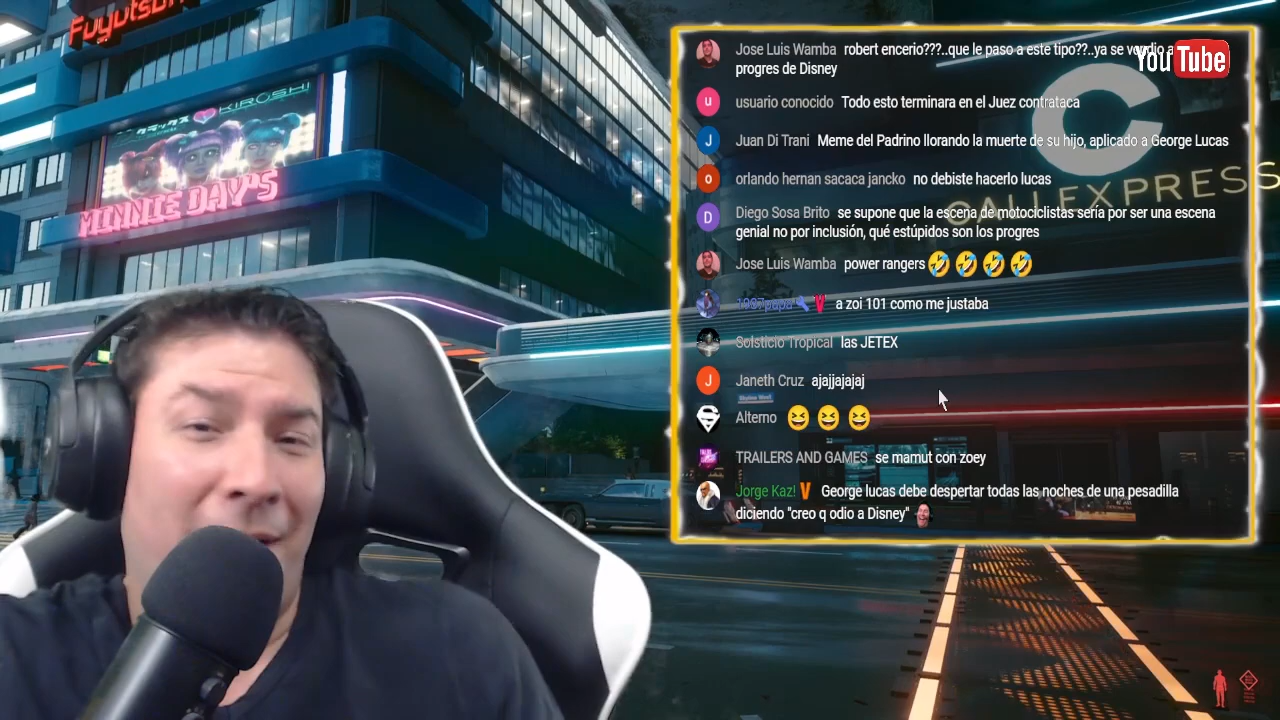 Fuyutsuki
KIROSHI
MINNIE DAY'S
YouTube
CALL EXPRESS
Jose Luis Wamba robert encerio???..que le paso a este tipo??..ya se vendio a
progres de Disney
usuario conocido Todo esto terminara en el Juez contrataca
Juan Di Trani Meme del Padrino llorando la muerte de su hijo, aplicado a George Lucas
orlando hernan sacaca jancko no debiste hacerlo lucas
Diego Sosa Brito se supone que la escena de motociclistas sería por ser una escena
genial no por inclusión, qué estúpidos son los progres
Jose Luis Wamba power rangers 🤣 🤣 🤣 🤣
1987papa a zoi 101 como me justaba
Solsticio Tropical las JETEX
Janeth Cruz ajajjajajaj
Alterno 😆 😆 😆
TRAILERS AND GAMES se mamut con zoey
Jorge Kaz! George lucas debe despertar todas las noches de una pesadilla
diciendo "creo q odio a Disney"